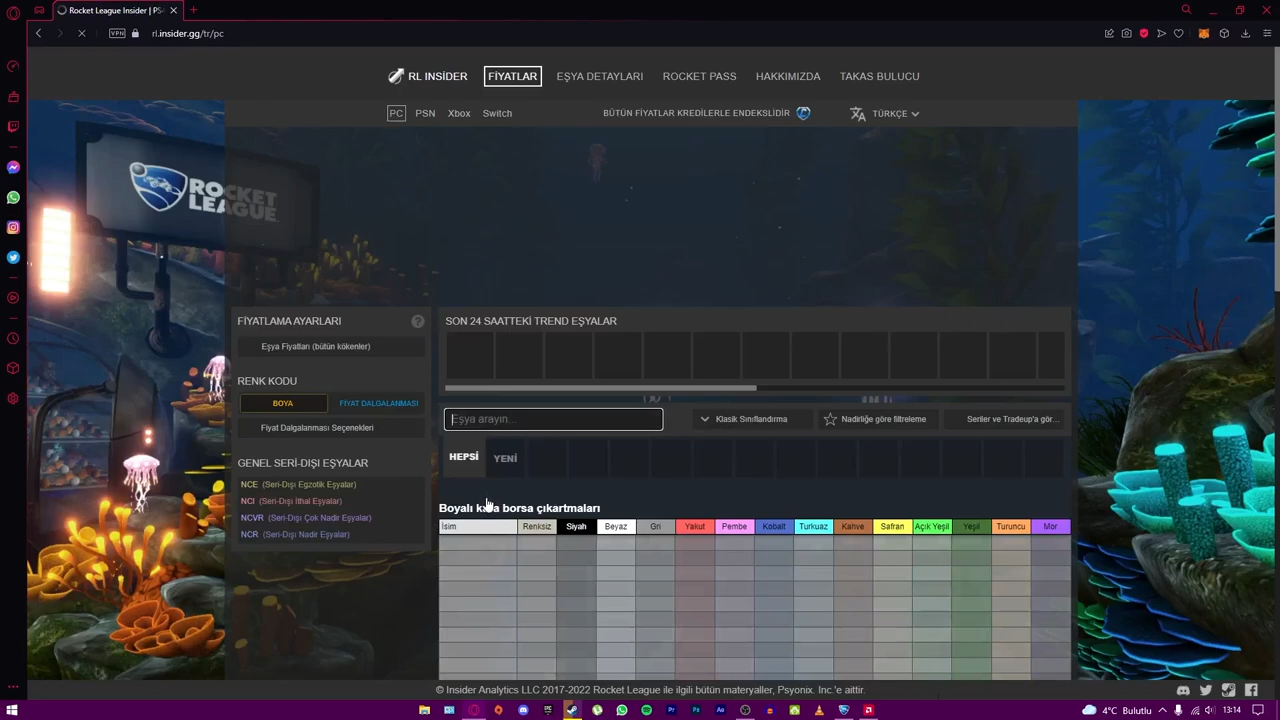 Rocket League Insider | PS-
VPN
rl.insider.gg/tr/pc
RL INSİDER
FİYATLAR
EŞYA DETAYLARI
ROCKET PASS
HAKKIMIZDA
TAKAS BULUCU
PC
PSN
Xbox
Switch
BÜTÜN FİYATLAR KREDİLERLE ENDEKSLİDİR
TÜRKÇE
ROCKET
LEAGUE
FİYATLAMA AYARLARI
?
Eşya Fiyatları (bütün kökenler)
RENK KODU
BOYA
FİYAT DALGALANMASI
Fiyat Dalgalanması Seçenekleri
GENEL SERİ-DIŞI EŞYALAR
NCE (Seri-Dışı Egzotik Eşyalar)
NCI (Seri-Dışı İthal Eşyalar)
NCVR (Seri-Dışı Çok Nadir Eşyalar)
NCR (Seri-Dışı Nadir Eşyalar)
SON 24 SAATTEKİ TREND EŞYALAR
Eşya arayın...
Klasik Sınıflandırma
Nadirliğe göre filtreleme
Seriler ve Tradeup'a gör...
HEPSİ
YENİ
Boyalı kara borsa çıkartmaları
İsim
Renksiz
Siyah
Beyaz
Gri
Yakut
Pembe
Kobalt
Turkuaz
Kahve
Safran
Açık Yeşil
Yeşil
Turuncu
Mor
© Insider Analytics LLC 2017-2022 Rocket League ile ilgili bütün materyaller, Psyonix. Inc.'e aittir.
4°C Bulutlu
13:14